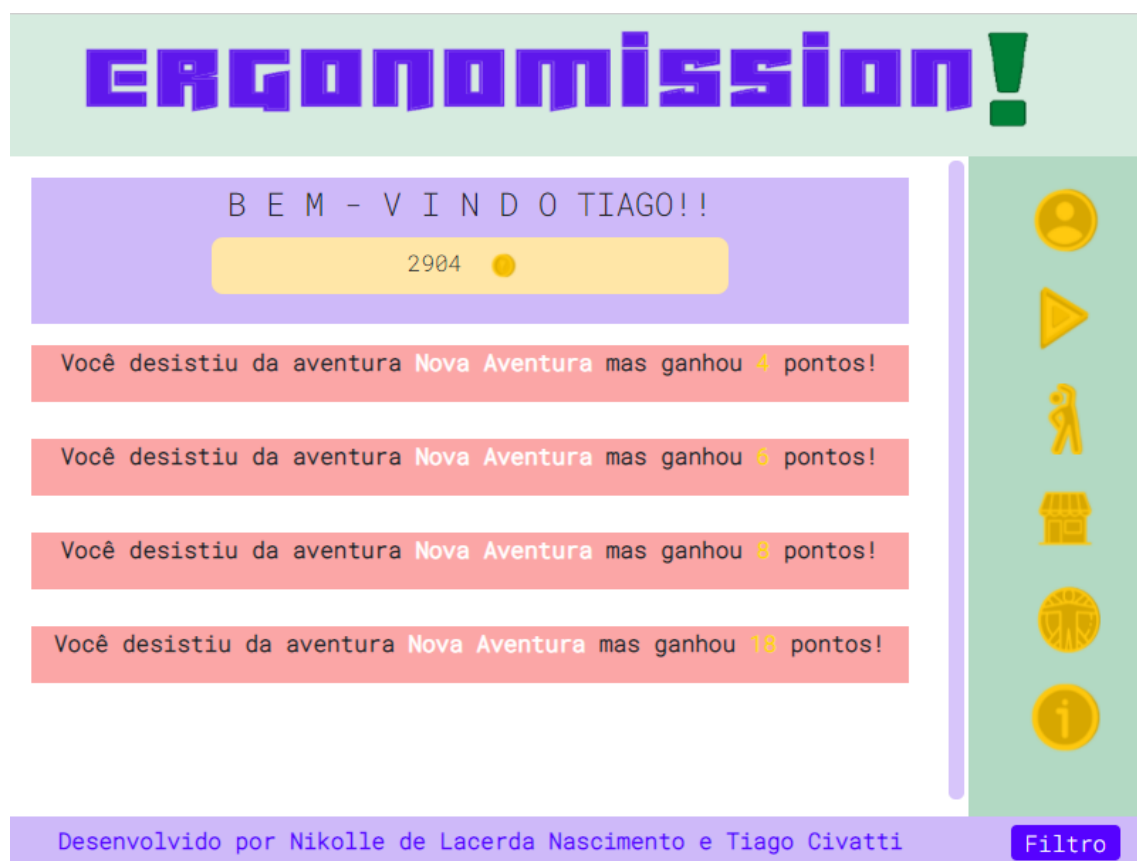 ERGONOMISSION!
BEM-VINDO TIAGO!!
2904
Você desistiu da aventura Nova Aventura mas ganhou 4 pontos!
Você desistiu da aventura Nova Aventura mas ganhou 6 pontos!
Você desistiu da aventura Nova Aventura mas ganhou 8 pontos!
Você desistiu da aventura Nova Aventura mas ganhou 18 pontos!
i
Desenvolvido por Nikolle de Lacerda Nascimento e Tiago Civatti
Filtro